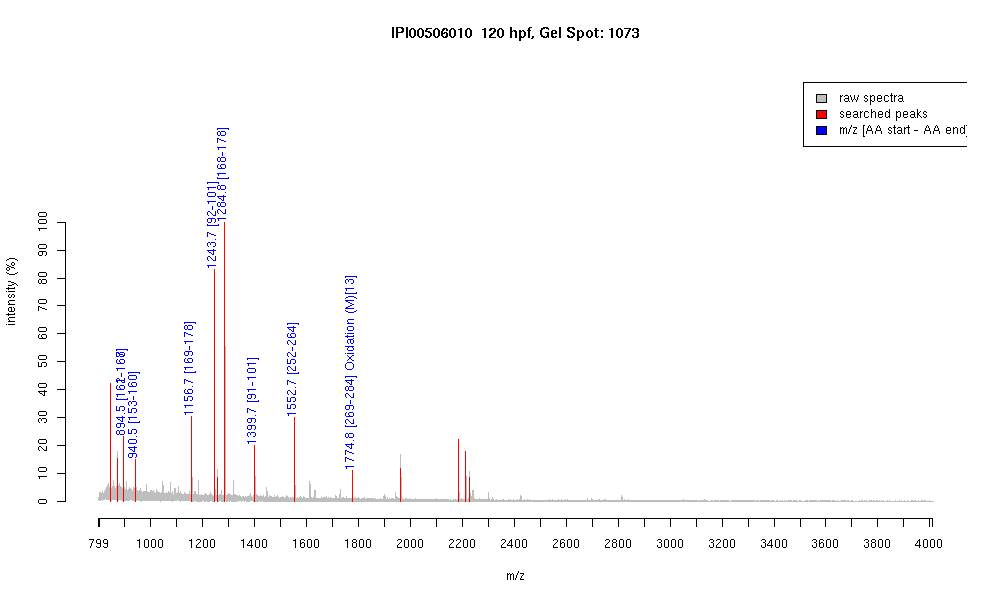 IPI00506010 120 hpf, Gel Spot: 1073
raw spectra
searched peaks
m/z [AA start - AA end]
intensity (%)
100
90
80
70
60
50
40
30
20
10
0
894.5
940.5 [153-160]
1156.7 [169-178]
1243.7 [92-101]
1284.8 [168-178]
1399.7 [91-101]
1552.7 [252-264]
1774.8 [269-284] Oxidation (M)[13]
799 1000 1200 1400 1600 1800 2000 2200 2400 2600 2800 3000 3200 3400 3600 3800 4000
m/z